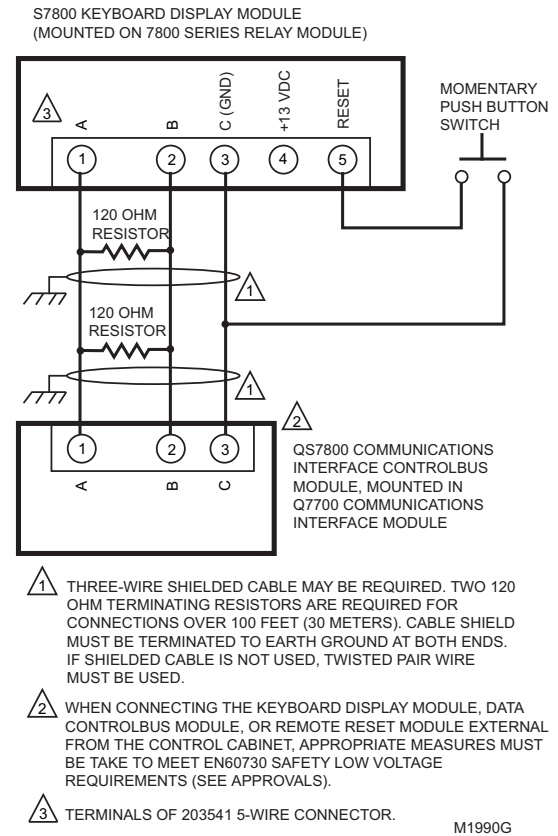 S7800 KEYBOARD DISPLAY MODULE
(MOUNTED ON 7800 SERIES RELAY MODULE)
MOMENTARY
PUSH BUTTON
SWITCH
3
A
B
C (GND)
+13 VDC
RESET
1
2
3
4
5
120 OHM
RESISTOR
1
120 OHM
RESISTOR
1
2
1
2
3
A
B
C
QS7800 COMMUNICATIONS
INTERFACE CONTROLBUS
MODULE, MOUNTED IN
Q7700 COMMUNICATIONS
INTERFACE MODULE
1 THREE-WIRE SHIELDED CABLE MAY BE REQUIRED. TWO 120
OHM TERMINATING RESISTORS ARE REQUIRED FOR
CONNECTIONS OVER 100 FEET (30 METERS). CABLE SHIELD
MUST BE TERMINATED TO EARTH GROUND AT BOTH ENDS.
IF SHIELDED CABLE IS NOT USED, TWISTED PAIR WIRE
MUST BE USED.
2 WHEN CONNECTING THE KEYBOARD DISPLAY MODULE, DATA
CONTROLBUS MODULE, OR REMOTE RESET MODULE EXTERNAL
FROM THE CONTROL CABINET, APPROPRIATE MEASURES MUST
BE TAKE TO MEET EN60730 SAFETY LOW VOLTAGE
REQUIREMENTS (SEE APPROVALS).
3 TERMINALS OF 203541 5-WIRE CONNECTOR.
M1990G